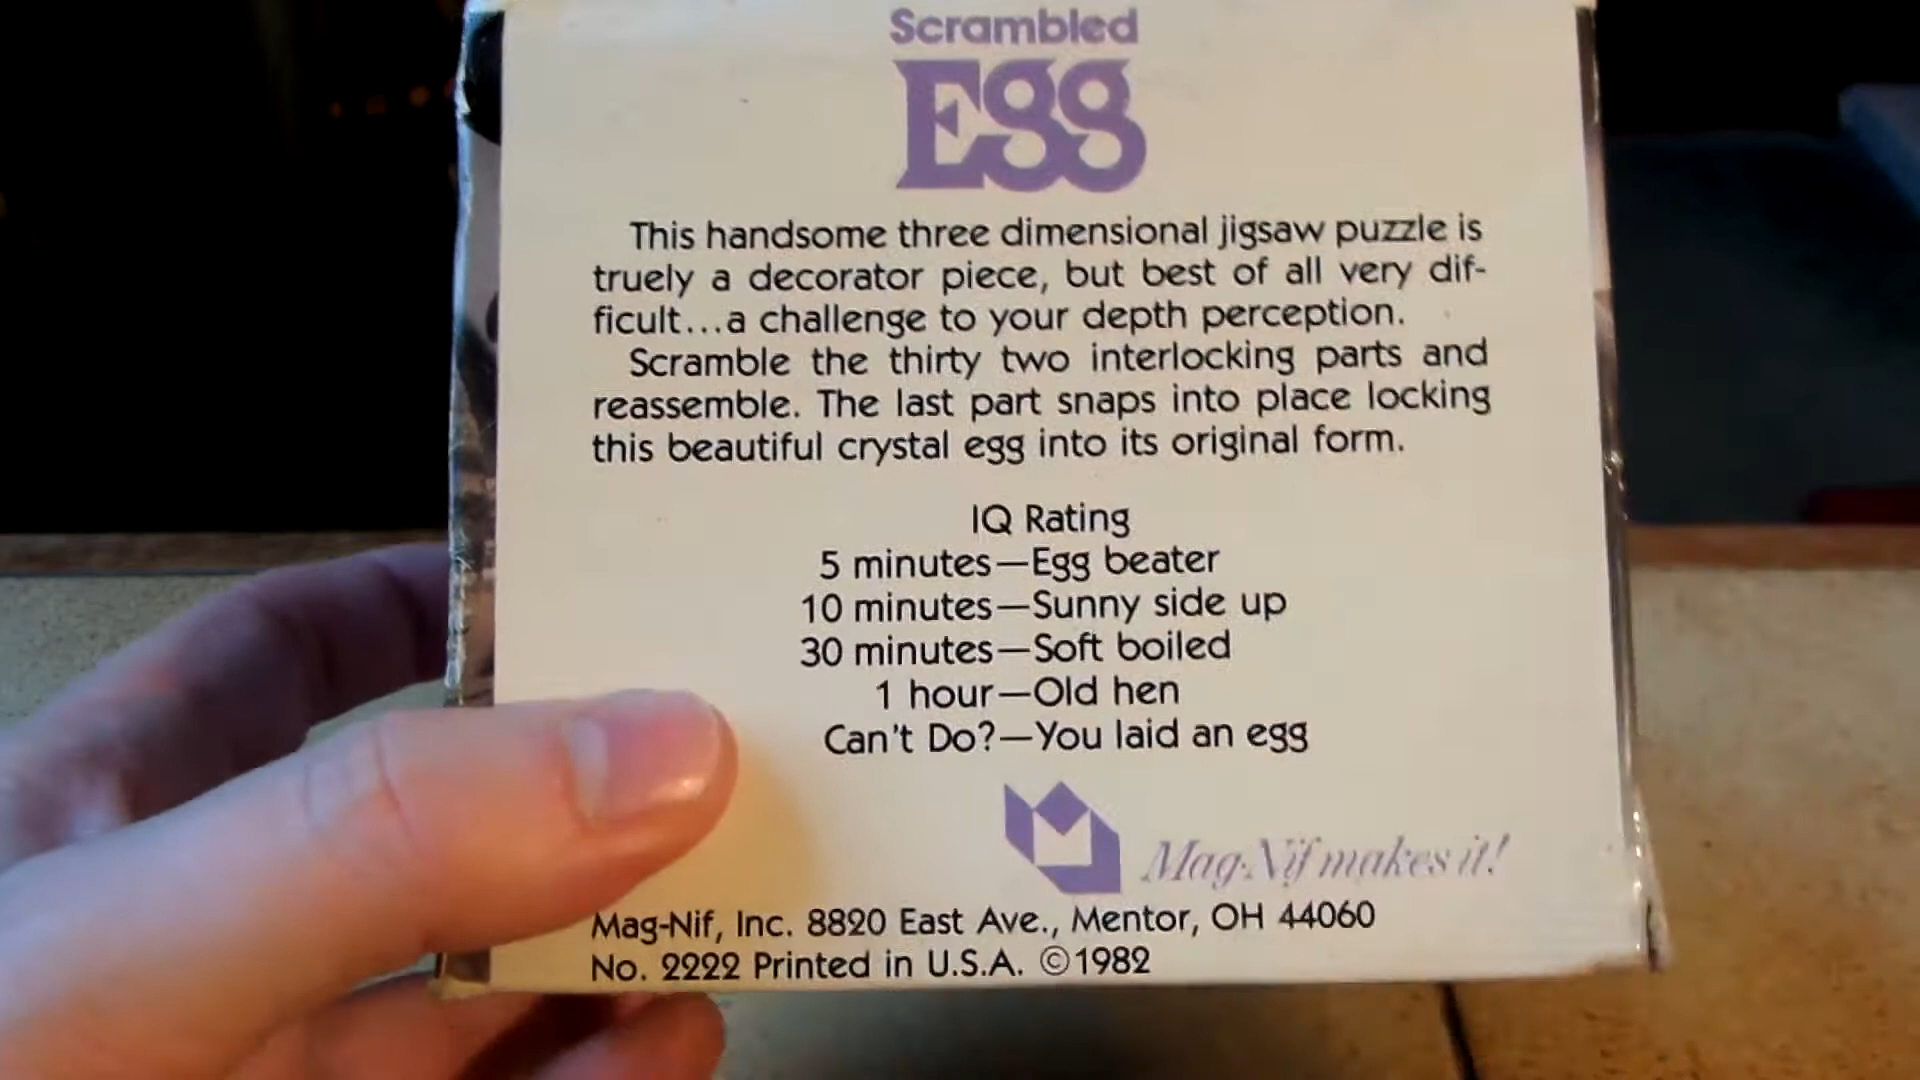 Scrambled
Egg
This handsome three dimensional jigsaw puzzle is
truely a decorator piece, but best of all very dif-
ficult...a challenge to your depth perception.
Scramble the thirty two interlocking parts and
reassemble. The last part snaps into place locking
this beautiful crystal egg into its original form.
IQ Rating
5 minutes—Egg beater
10 minutes—Sunny side up
30 minutes—Soft boiled
1 hour—Old hen
Can't Do?—You laid an egg
Mag-Nif makes it!
Mag-Nif, Inc. 8820 East Ave., Mentor, OH 44060
No. 2222 Printed in U.S.A. ©1982